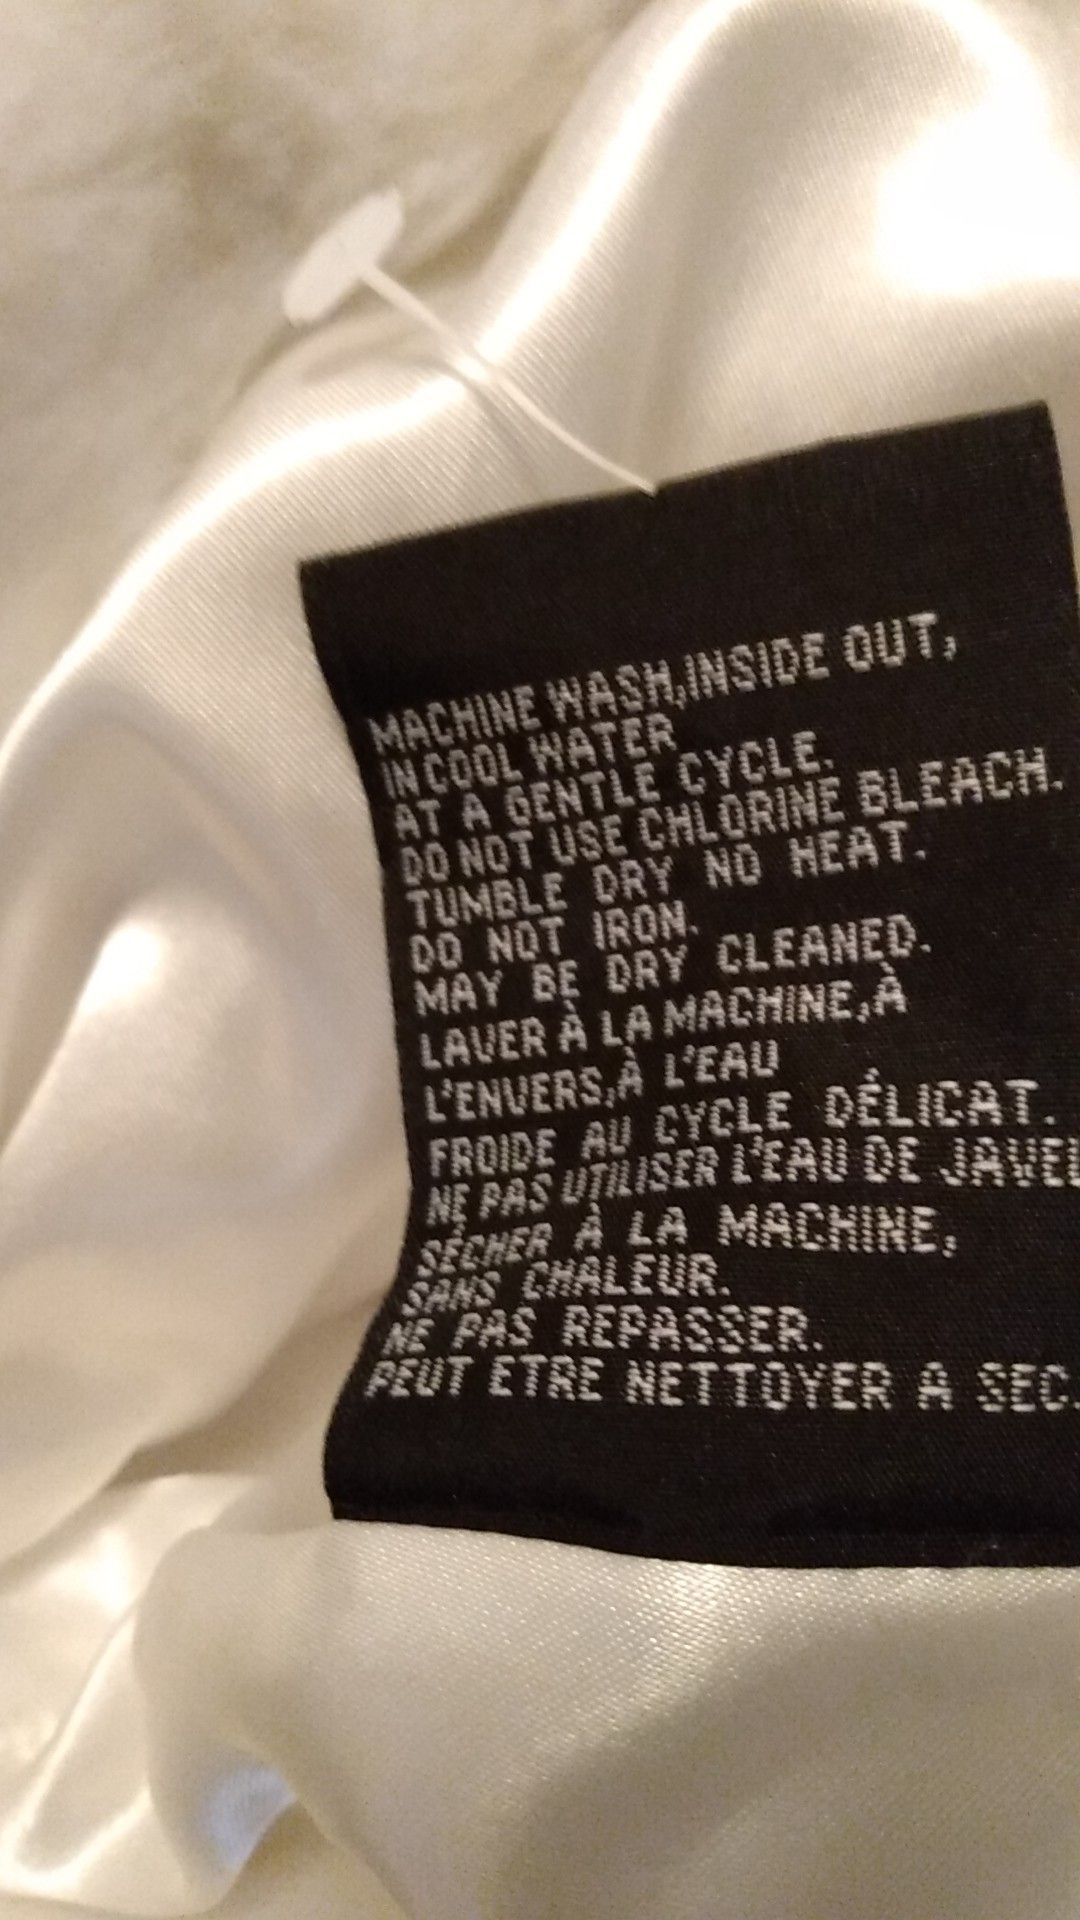 MACHINE WASH,INSIDE OUT,
IN COOL WATER
AT A GENTLE CYCLE.
DO NOT USE CHLORINE BLEACH.
TUMBLE DRY NO HEAT.
DO NOT IRON.
MAY BE DRY CLEANED.
LAVER À LA MACHINE,À
L'ENVERS,À L'EAU
FROIDE AU CYCLE DÉLICAT.
NE PAS UTILISER L'EAU DE JAVEL
SÉCHER À LA MACHINE,
SANS CHALEUR.
NE PAS REPASSER.
PEUT ETRE NETTOYER A SEC.